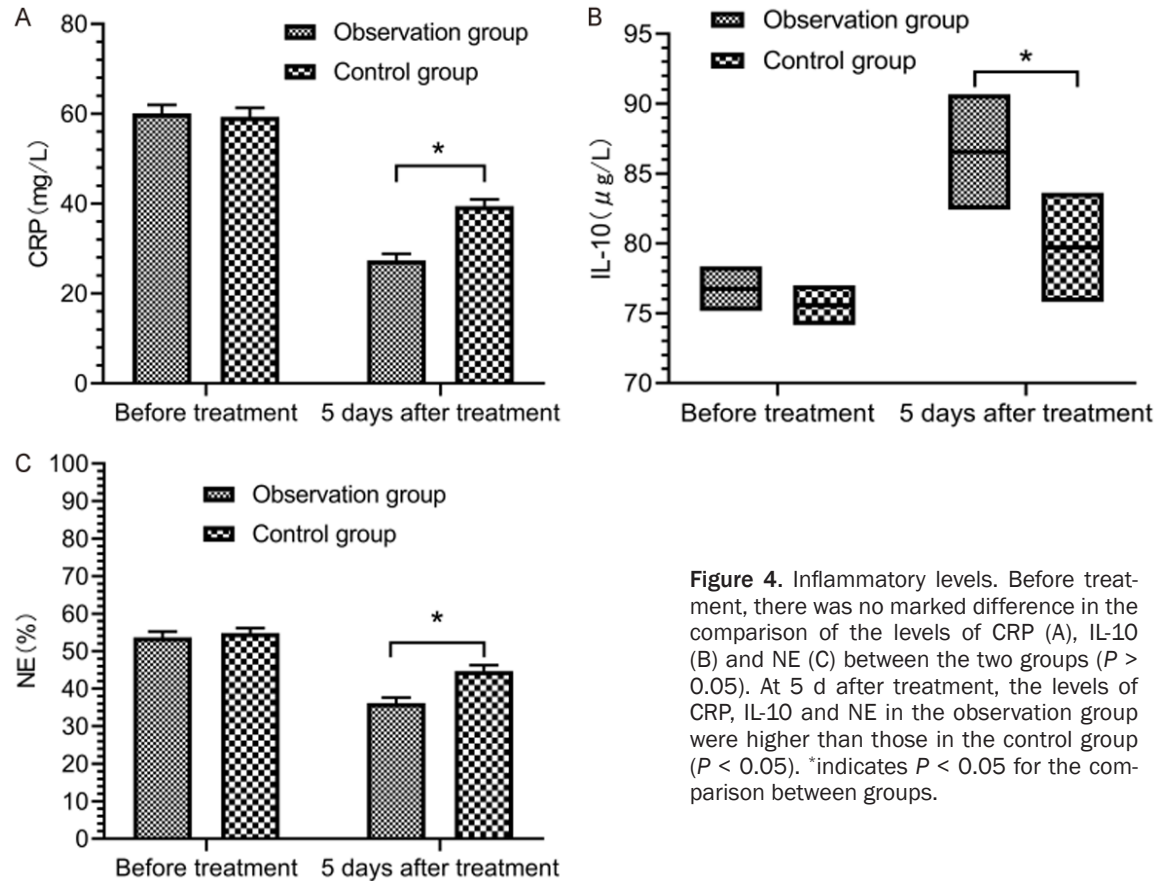 A
80
60
40
20
0
CRP(mg/L)
Observation group
Control group
*
Before treatment
5 days after treatment
B
95
90
85
80
75
70
IL-10(μg/L)
Observation group
Control group
*
Before treatment
5 days after treatment
C
100
90
80
70
60
50
40
30
20
10
0
NE(%)
Observation group
Control group
*
Before treatment
5 days after treatment
Figure 4. Inflammatory levels. Before treat-
ment, there was no marked difference in the
comparison of the levels of CRP (A), IL-10
(B) and NE (C) between the two groups (P >
0.05). At 5 d after treatment, the levels of
CRP, IL-10 and NE in the observation group
were higher than those in the control group
(P < 0.05). *indicates P < 0.05 for the com-
parison between groups.